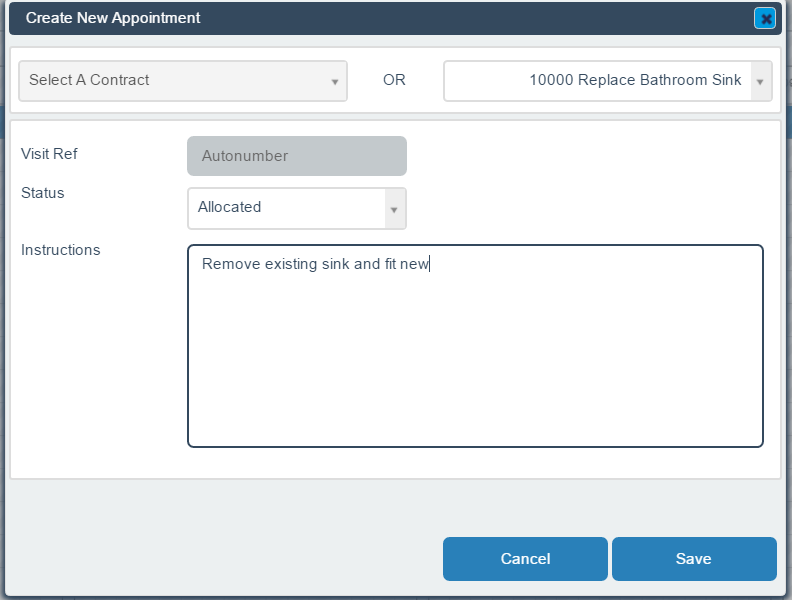 Create New Appointment
Select A Contract OR 10000 Replace Bathroom Sink
Visit Ref Autonumber
Status Allocated
Instructions Remove existing sink and fit new
Cancel Save